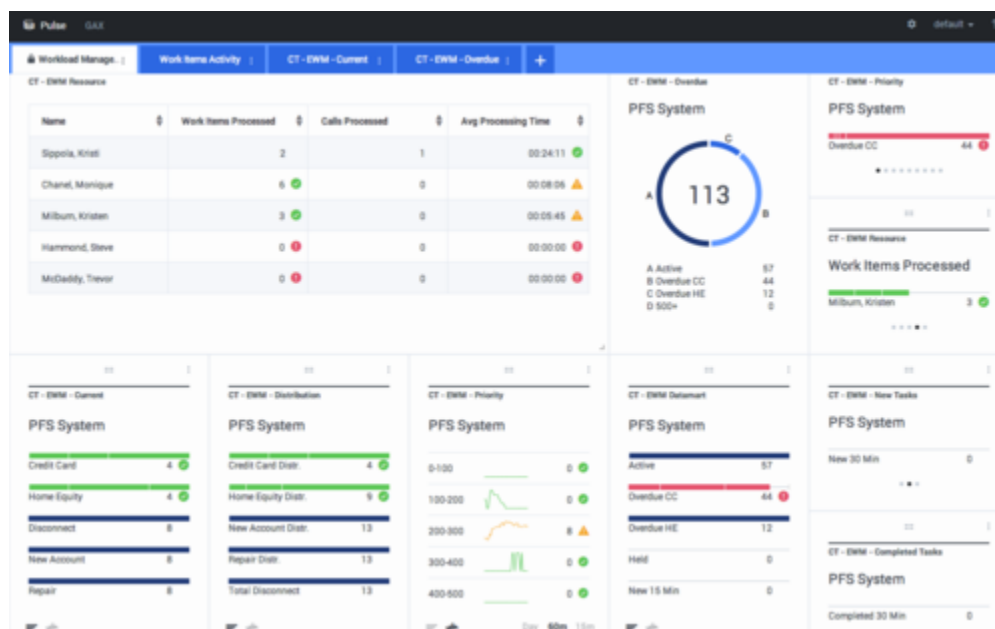 Pulse GAX default
Workload Manage. Work Items Activity CT - EWM - Current CT - EWM - Overdue +
CT - EWM Resource
Name Work Items Processed Calls Processed Avg Processing Time
Sippola, Kristi 2 1 00:24:11
Chanel, Monique 6 0 00:08:06
Milburn, Kristen 3 0 00:05:45
Hammond, Steve 0 0 00:00:00
McDaddy, Trevor 0 0 00:00:00
CT - EWM - Overdue
PFS System
C
A 113 B
A Active 57
B Overdue CC 44
C Overdue HE 12
D 500+ 0
CT - EWM - Priority
PFS System
Overdue CC 44
CT - EWM Resource
Work Items Processed
Milburn, Kristen 3
CT - EWM - Current
PFS System
Credit Card 4
Home Equity 4
Disconnect 8
New Account 8
Repair 8
CT - EWM - Distribution
PFS System
Credit Card Distr. 4
Home Equity Distr. 9
New Account Distr. 13
Repair Distr. 13
Total Disconnect 13
CT - EWM - Priority
PFS System
0-100 0
100-200 0
200-300 8
300-400 0
400-500 0
Day 60m 15m
CT - EWM Datamart
PFS System
Active 57
Overdue CC 44
Overdue HE 12
Held 0
New 15 Min 0
CT - EWM - New Tasks
PFS System
New 30 Min 0
CT - EWM - Completed Tasks
PFS System
Completed 30 Min 0